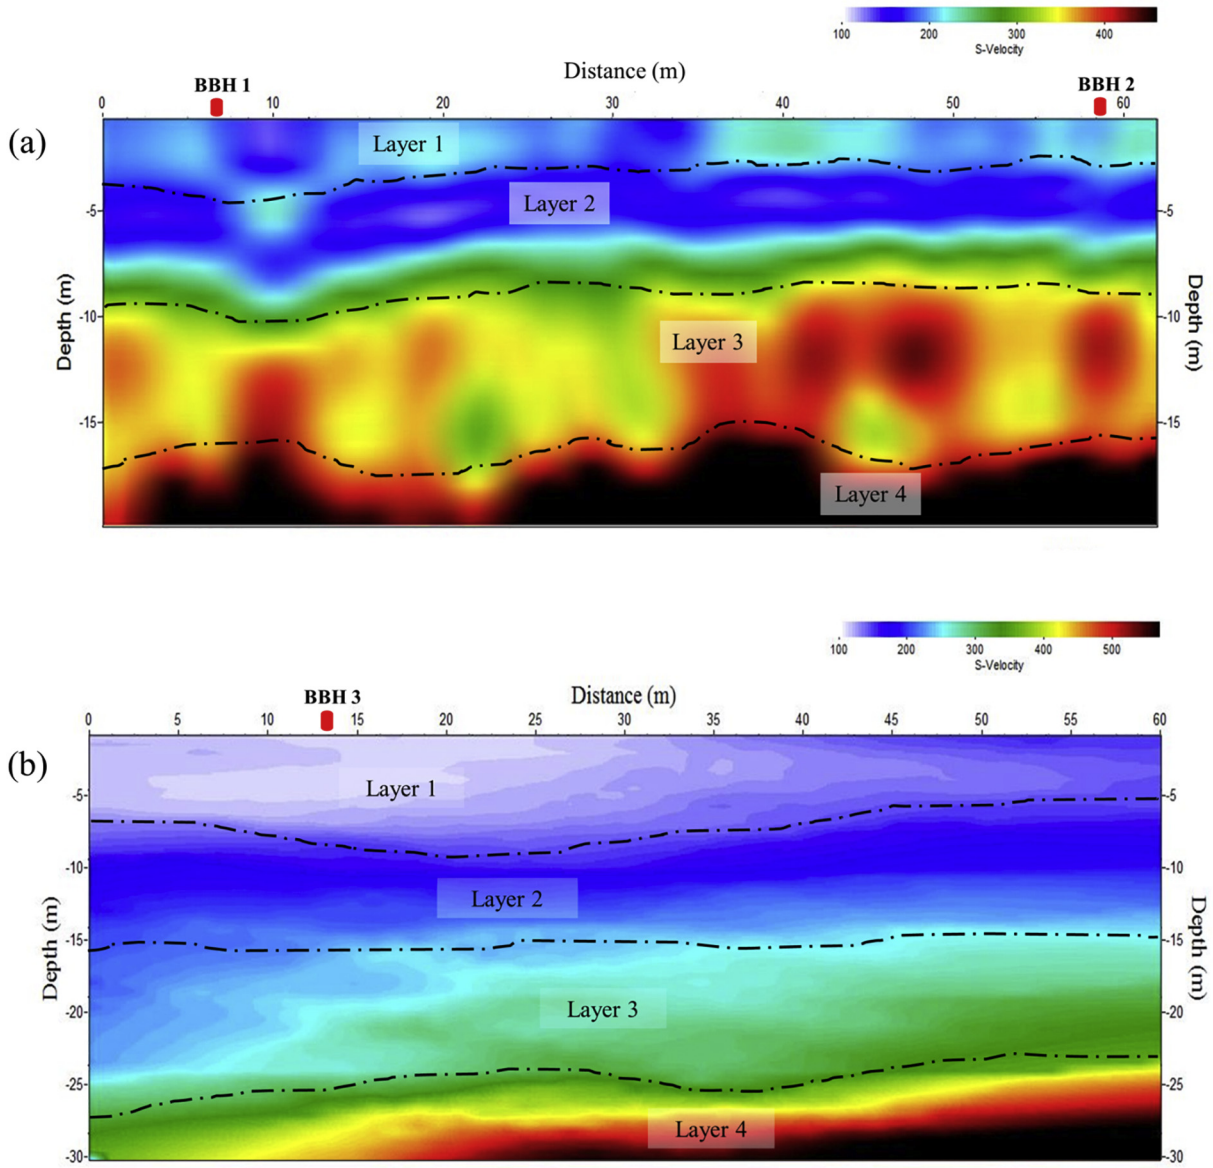 100 200 300 400
S-Velocity
Distance (m)
BBH 1
BBH 2
0 10 20 30 40 50 60
(a)
Layer 1
Layer 2
-5 -5
Depth (m)
Depth (m)
-10 -10
Layer 3
-15 -15
Layer 4
100 200 300 400 500
S-Velocity
BBH 3
Distance (m)
0 5 10 15 20 25 30 35 40 45 50 55 60
(b)
Layer 1
-5 -5
-10 -10
Layer 2
Depth (m)
Depth (m)
-15 -15
Layer 3
-20 -20
-25 -25
Layer 4
-30 -30